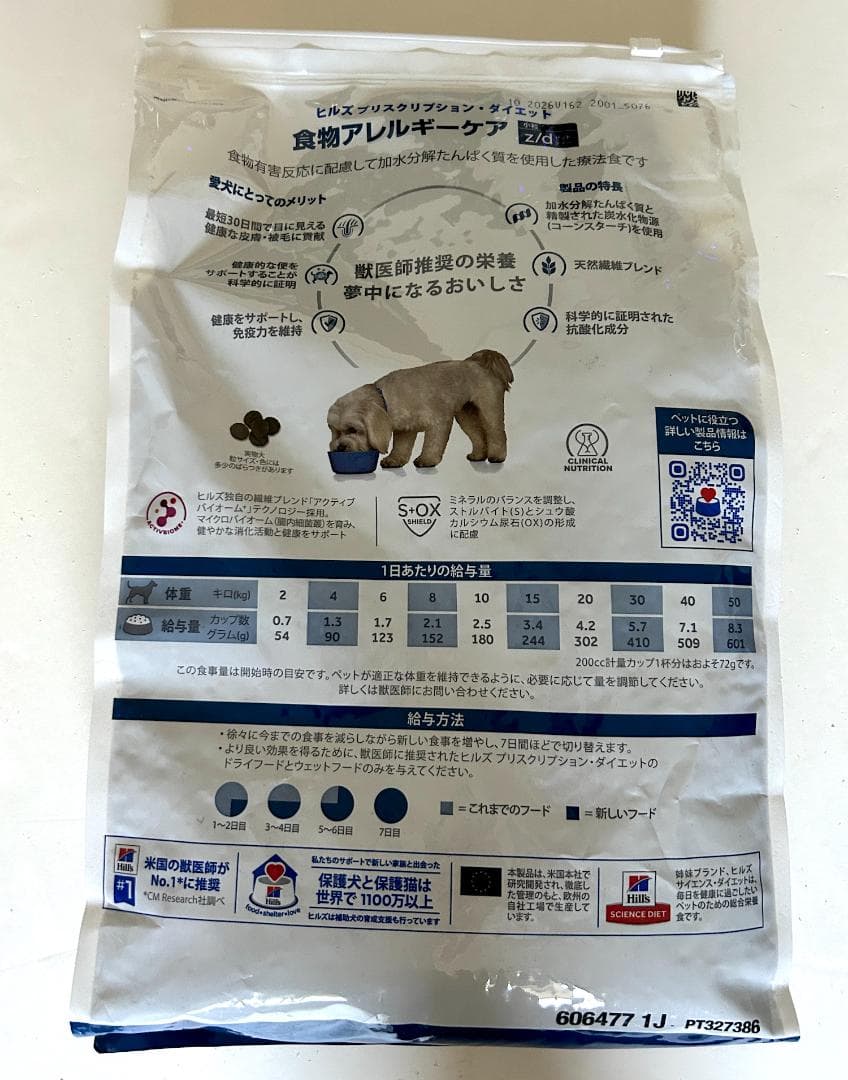 10 2026U162 2001 5076
ヒルズ プリスクリプション・ダイエット
食物アレルギーケア 小粒 z/d
食物有害反応に配慮して加水分解たんぱく質を使用した療法食です
愛犬にとってのメリット
最短30日間で目に見える
健康な皮膚・被毛に貢献
健康的な便を
サポートすることが
科学的に証明
健康をサポートし、
免疫力を維持
獣医師推奨の栄養
夢中になるおいしさ
製品の特長
加水分解たんぱく質と
精製された炭水化物源
(コーンスターチ)を使用
天然繊維ブレンド
科学的に証明された
抗酸化成分
実物大
粒サイズ・色には
多少のばらつきがあります
CLINICAL
NUTRITION
ペットに役立つ
詳しい製品情報は
こちら
ACTIVBIOME+
ヒルズ独自の繊維ブレンド「アクティブ
バイオーム+」テクノロジー採用。
マイクロバイオーム(腸内細菌叢)を育み、
健やかな消化活動と健康をサポート
S+OX
SHIELD
ミネラルのバランスを調整し、
ストルバイト(S)とシュウ酸
カルシウム尿石(OX)の形成
に配慮
1日あたりの給与量
体重 キロ(kg) 2 4 6 8 10 15 20 30 40 50
給与量 カップ数 0.7 1.3 1.7 2.1 2.5 3.4 4.2 5.7 7.1 8.3
グラム(g) 54 90 123 152 180 244 302 410 509 601
200cc計量カップ1杯分はおよそ72gです。
この食事量は開始時の目安です。ペットが適正な体重を維持できるように、必要に応じて量を調節してください。
詳しくは獣医師にお問い合わせください。
給与方法
・徐々に今までの食事を減らしながら新しい食事を増やし、7日間ほどで切り替えます。
・より良い効果を得るために、獣医師に推奨されたヒルズ プリスクリプション・ダイエットの
ドライフードとウェットフードのみを与えてください。
1〜2日目 3〜4日目 5〜6日目 7日目
=これまでのフード =新しいフード
Hill's
#1
米国の獣医師が
No.1*に推奨
*CM Research社調べ
food•shelter•love
私たちのサポートで新しい家族と出会った
保護犬と保護猫は
世界で 1100万以上
ヒルズは補助犬の育成支援も行っています
本製品は、米国本社で
研究開発され、徹底し
た管理のもと、欧州の
自社工場で生産して
います。
Hill's
SCIENCE DIET
姉妹ブランド、ヒルズ
サイエンス・ダイエットは、
毎日を健康に過ごしたい
ペットのための総合栄養
食です。
606477 1J - PT327386